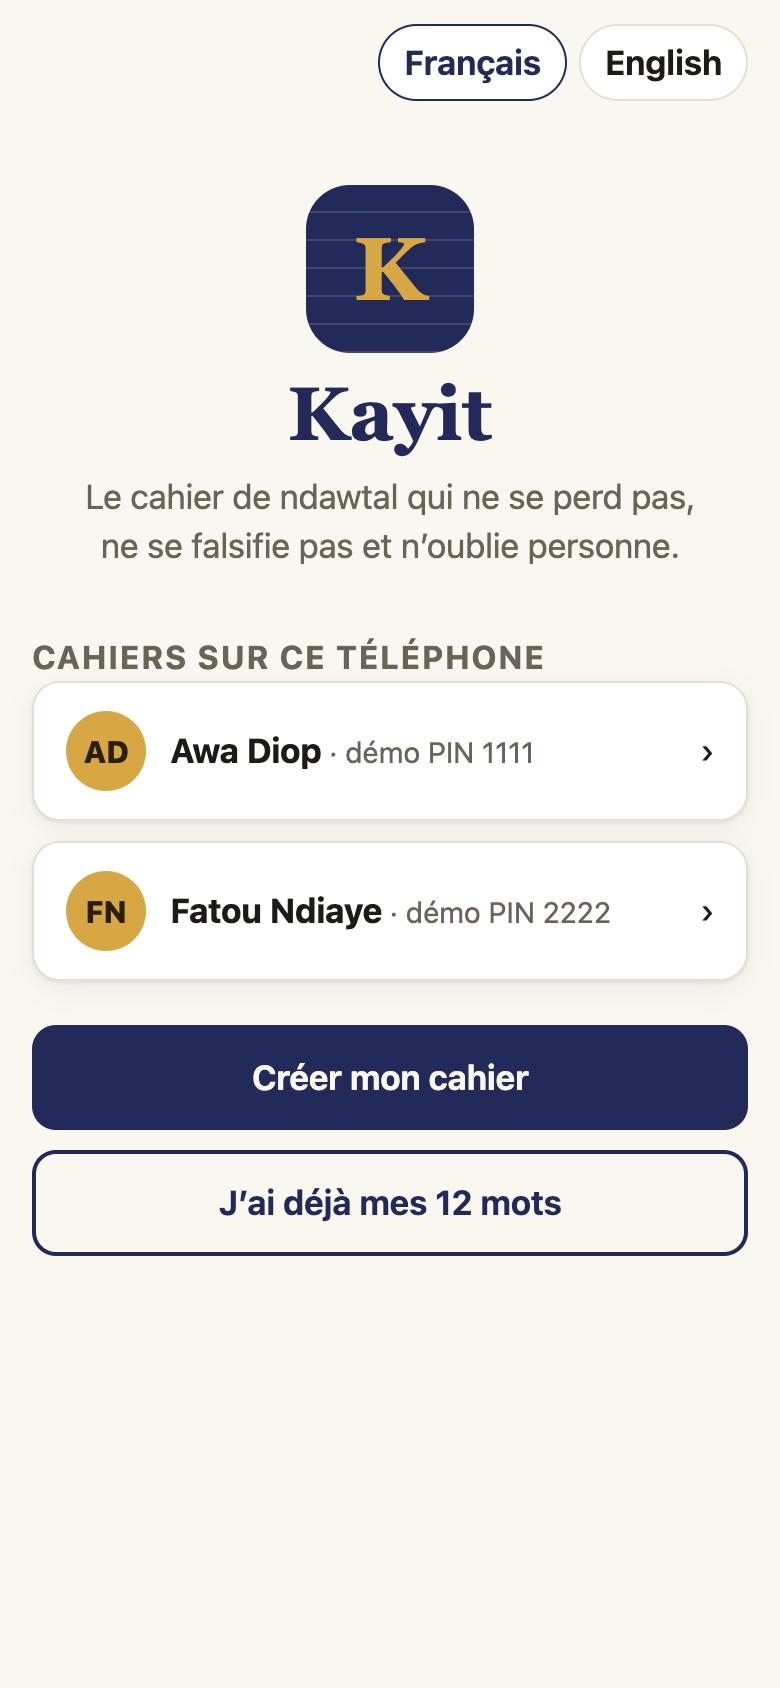 Français
English
K
Kayit
Le cahier de ndawtal qui ne se perd pas,
ne se falsifie pas et n’oublie personne.
CAHIERS SUR CE TÉLÉPHONE
AD Awa Diop · démo PIN 1111 ›
FN Fatou Ndiaye · démo PIN 2222 ›
Créer mon cahier
J’ai déjà mes 12 mots